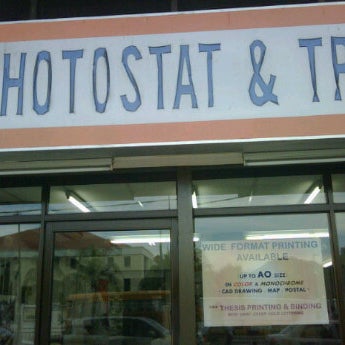 HOTOSTAT & TR
WIDE FORMAT PRINTING
AVAILABLE
UP TO AO SIZE
IN COLOR & MONOCHROME
CAD DRAWING · MAP · POSTAL
THESIS PRINTING & BINDING